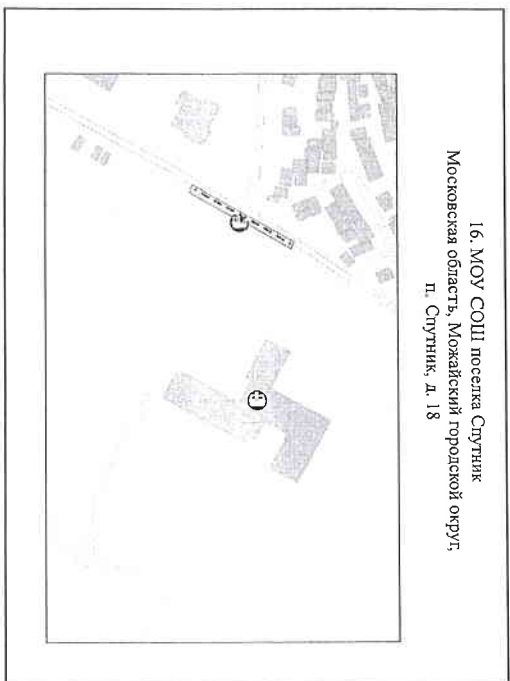 16. МОУ СОШ поселка Спутник
Московская область, Можайский городской округ,
п. Спутник, д. 18